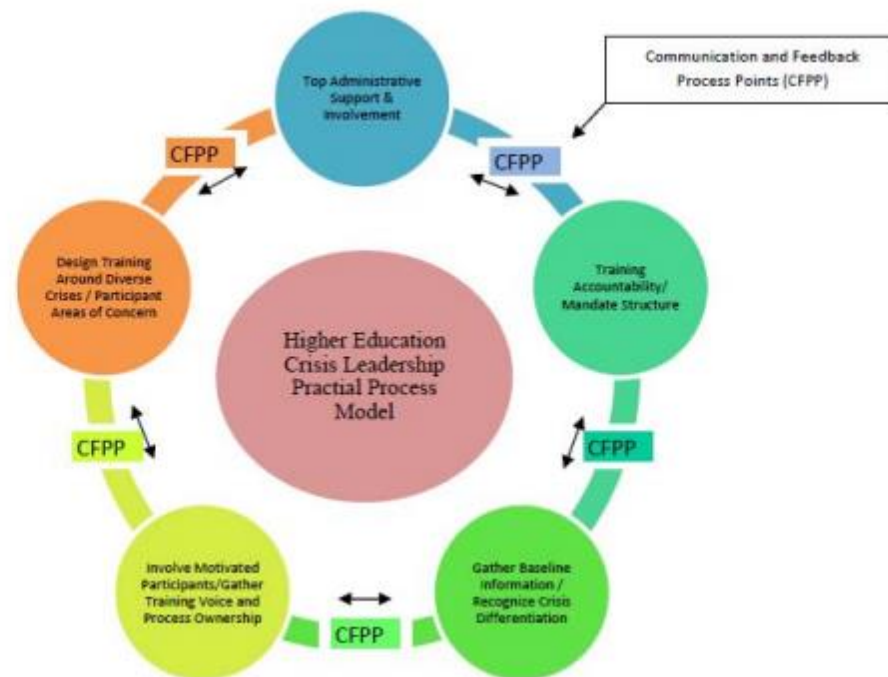 Top Administrative
Support &
Involvement
Communication and Feedback
Process Points (CFPP)
CFPP
CFPP
Design Training
Around Diverse
Crises / Participant
Areas of Concern
Training
Accountability/
Mandate Structure
Higher Education
Crisis Leadership
Practial Process
Model
CFPP
CFPP
Involve Motivated
Participants/Gather
Training Voice and
Process Ownership
Gather Baseline
Information /
Recognize Crisis
Differentiation
CFPP